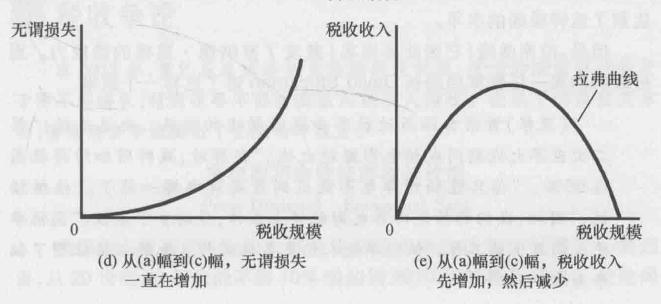 无谓损失
0
税收规模
(d) 从(a)幅到(c)幅，无谓损失
一直在增加
税收收入
拉弗曲线
0
税收规模
(e) 从(a)幅到(c)幅，税收收入
先增加，然后减少